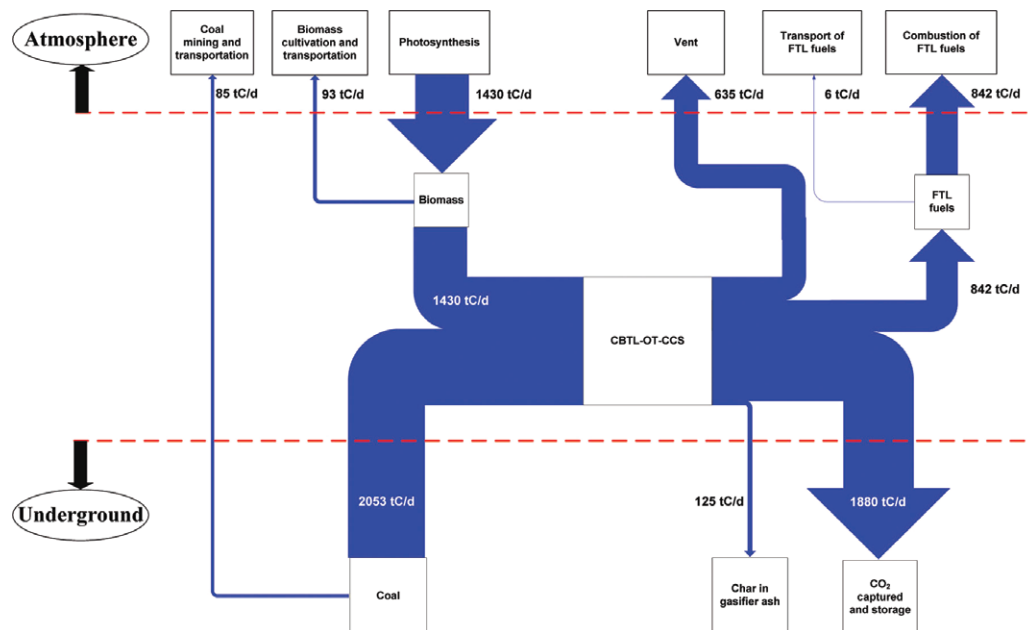 Atmosphere
Coal
mining and
transportation
Biomass
cultivation and
transportation
Photosynthesis
Vent
Transport of
FTL fuels
Combustion of
FTL fuels
85 tC/d
93 tC/d
1430 tC/d
635 tC/d
6 tC/d
842 tC/d
Biomass
FTL
fuels
1430 tC/d
842 tC/d
CBTL-OT-CCS
2053 tC/d
125 tC/d
1880 tC/d
Underground
Coal
Char in
gasifier ash
CO₂
captured
and storage